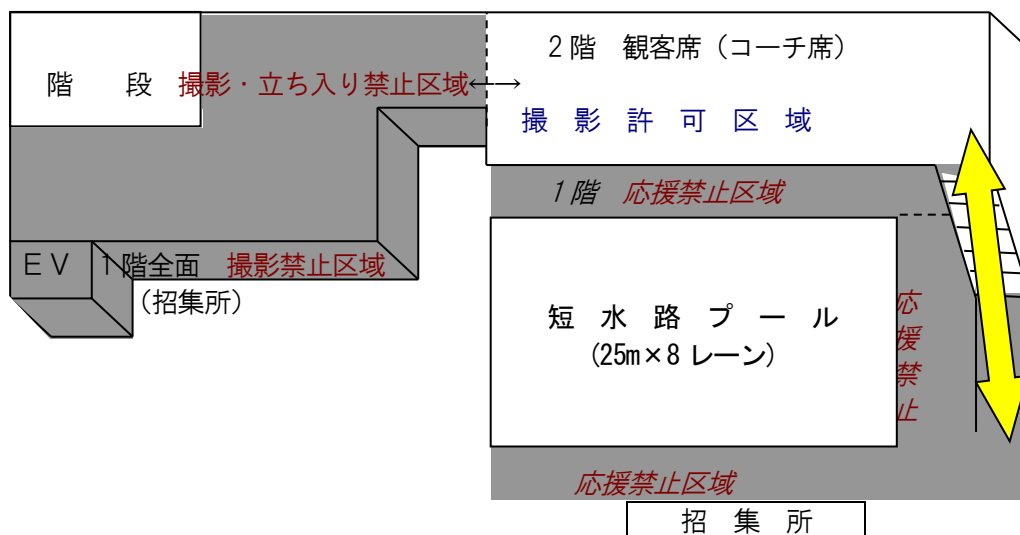 2階 観客席（コーチ席）
階 段 撮影・立ち入り禁止区域
撮 影 許 可 区 域
1階 応援禁止区域
ＥＶ 1階全面 撮影禁止区域
（招集所）
短 水 路 プ ー ル
(25m×8 レーン)
応援禁止
応援禁止区域
招 集 所